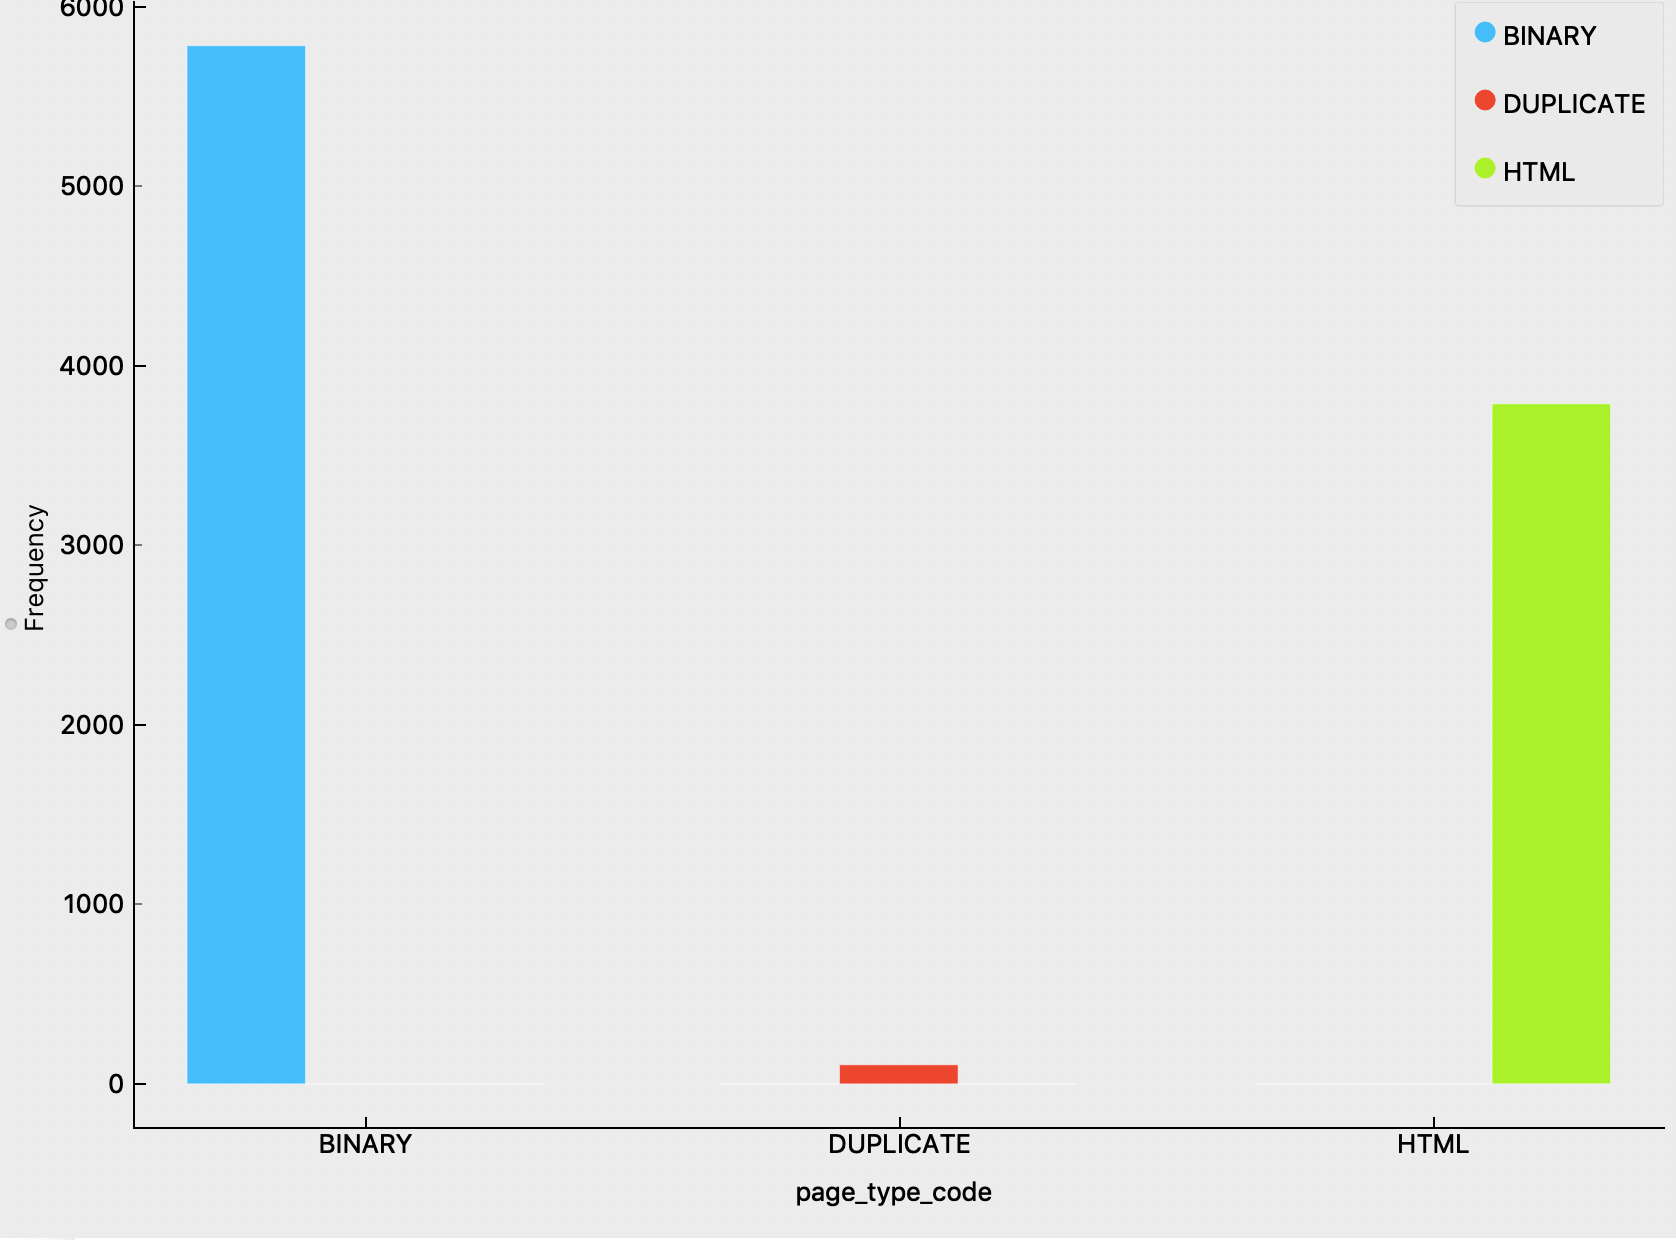 6000
5000
4000
3000
2000
1000
0
Frequency
BINARY
DUPLICATE
HTML
BINARY
DUPLICATE
HTML
page_type_code